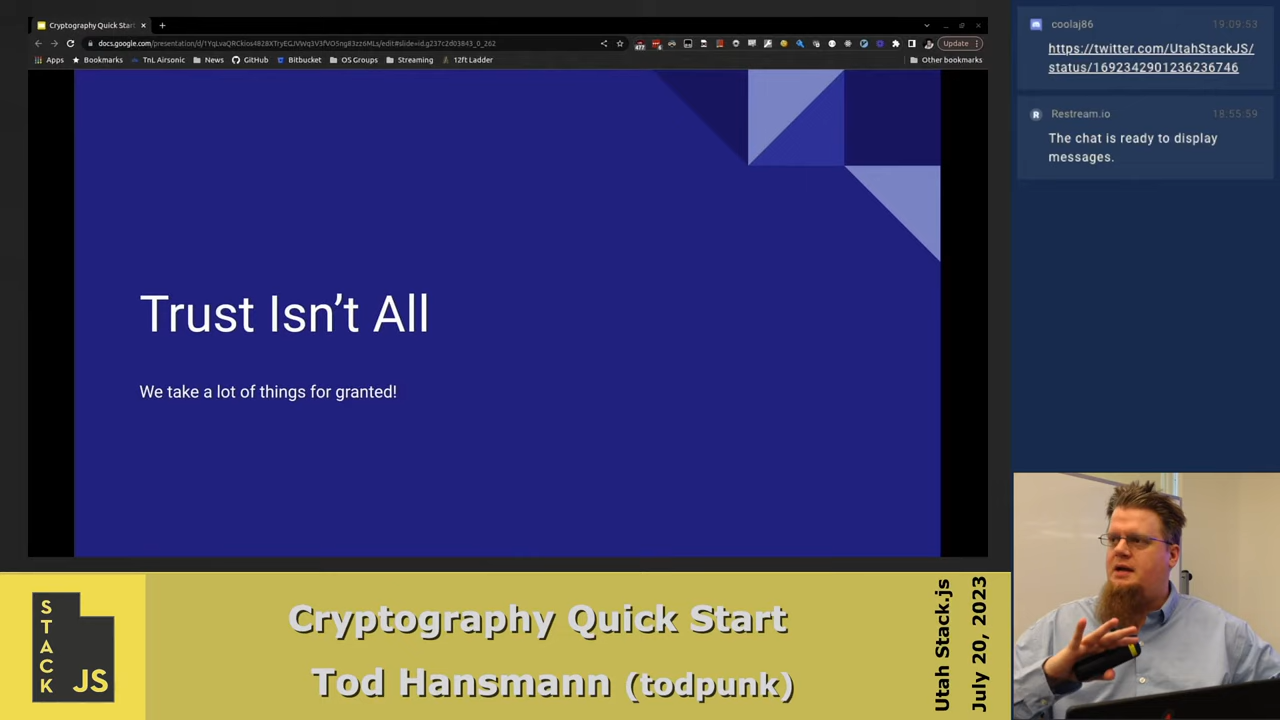 Cryptography Quick Start
docs.google.com/presentation/d/1YqLvaQRCkios4828XTryEGJVWq3V3fVO5ng83zz6MLs/edit#slide=id.g237c2d03843_0_262
Update
Apps
Bookmarks
TnL Airsonic
News
GitHub
Bitbucket
OS Groups
Streaming
12ft Ladder
Other bookmarks
Trust Isn’t All
We take a lot of things for granted!
coolaj86 19:09:53
https://twitter.com/UtahStackJS/
status/1692342901236236746
Restream.io 18:55:59
The chat is ready to display
messages.
STACK
JS
Cryptography Quick Start
Tod Hansmann (todpunk)
Utah Stack.js
July 20, 2023